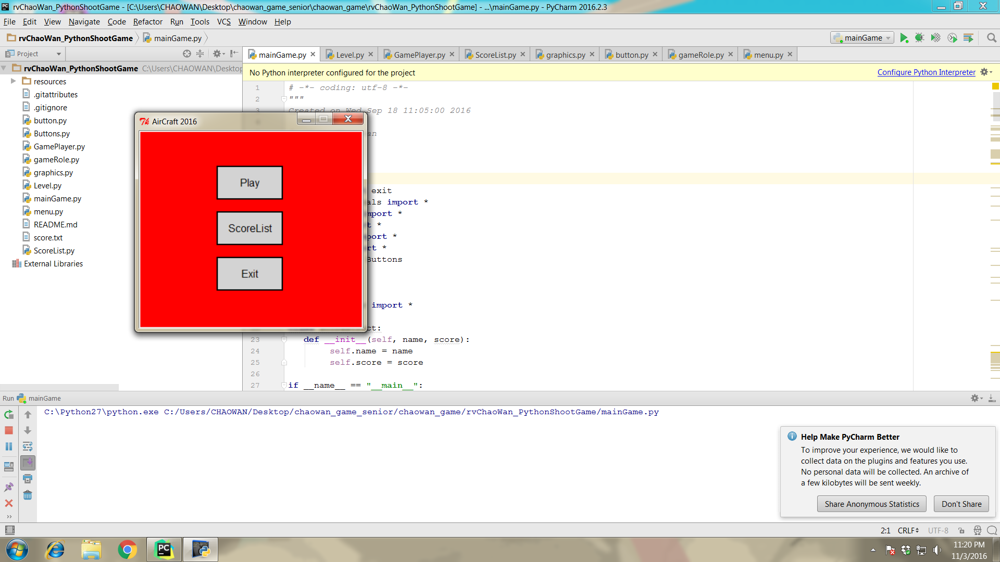 rvChaoWan_PythonShootGame - [C:\Users\CHAOWAN\Desktop\chaowan_game_senior\chaowan_game\rvChaoWan_PythonShootGame] - ...\mainGame.py - PyCharm 2016.2.3
File Edit View Navigate Code Refactor Run Tools VCS Window Help
rvChaoWan_PythonShootGame mainGame.py mainGame
Project
mainGame.py Level.py GamePlayer.py ScoreList.py graphics.py button.py gameRole.py menu.py
rvChaoWan_PythonShootGame C:\Users\CHAOWAN\Desktop
resources
.gitattributes
.gitignore
button.py
Buttons.py
GamePlayer.py
gameRole.py
graphics.py
Level.py
mainGame.py
menu.py
README.md
score.txt
ScoreList.py
External Libraries
No Python interpreter configured for the project Configure Python Interpreter
1 # -*- coding: utf-8 -*-
2 """
3 Created on Wed Sep 18 11:05:00 2016
an
exit
als import *
mport *
t *
port *
rt *
Buttons
import *
ct:
23 def __init__(self, name, score):
24 self.name = name
25 self.score = score
26
27 if __name__ == "__main__":
AirCraft 2016
Play
ScoreList
Exit
Run mainGame
C:\Python27\python.exe C:/Users/CHAOWAN/Desktop/chaowan_game_senior/chaowan_game/rvChaoWan_PythonShootGame/mainGame.py
Help Make PyCharm Better
To improve your experience, we would like to
collect data on the plugins and features you use.
No personal data will be collected. An archive of
a few kilobytes will be sent weekly.
Share Anonymous Statistics Don't Share
2:1 CRLF UTF-8
PC
11:20 PM
11/3/2016